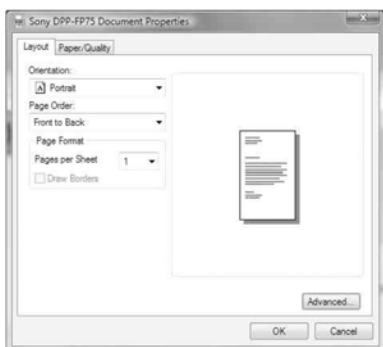 Sony DPP-FP75 Document Properties
Layout Paper/Quality
Orientation:
Portrait
Page Order:
Front to Back
Page Format
Pages per Sheet 1
Draw Borders
Advanced...
OK Cancel